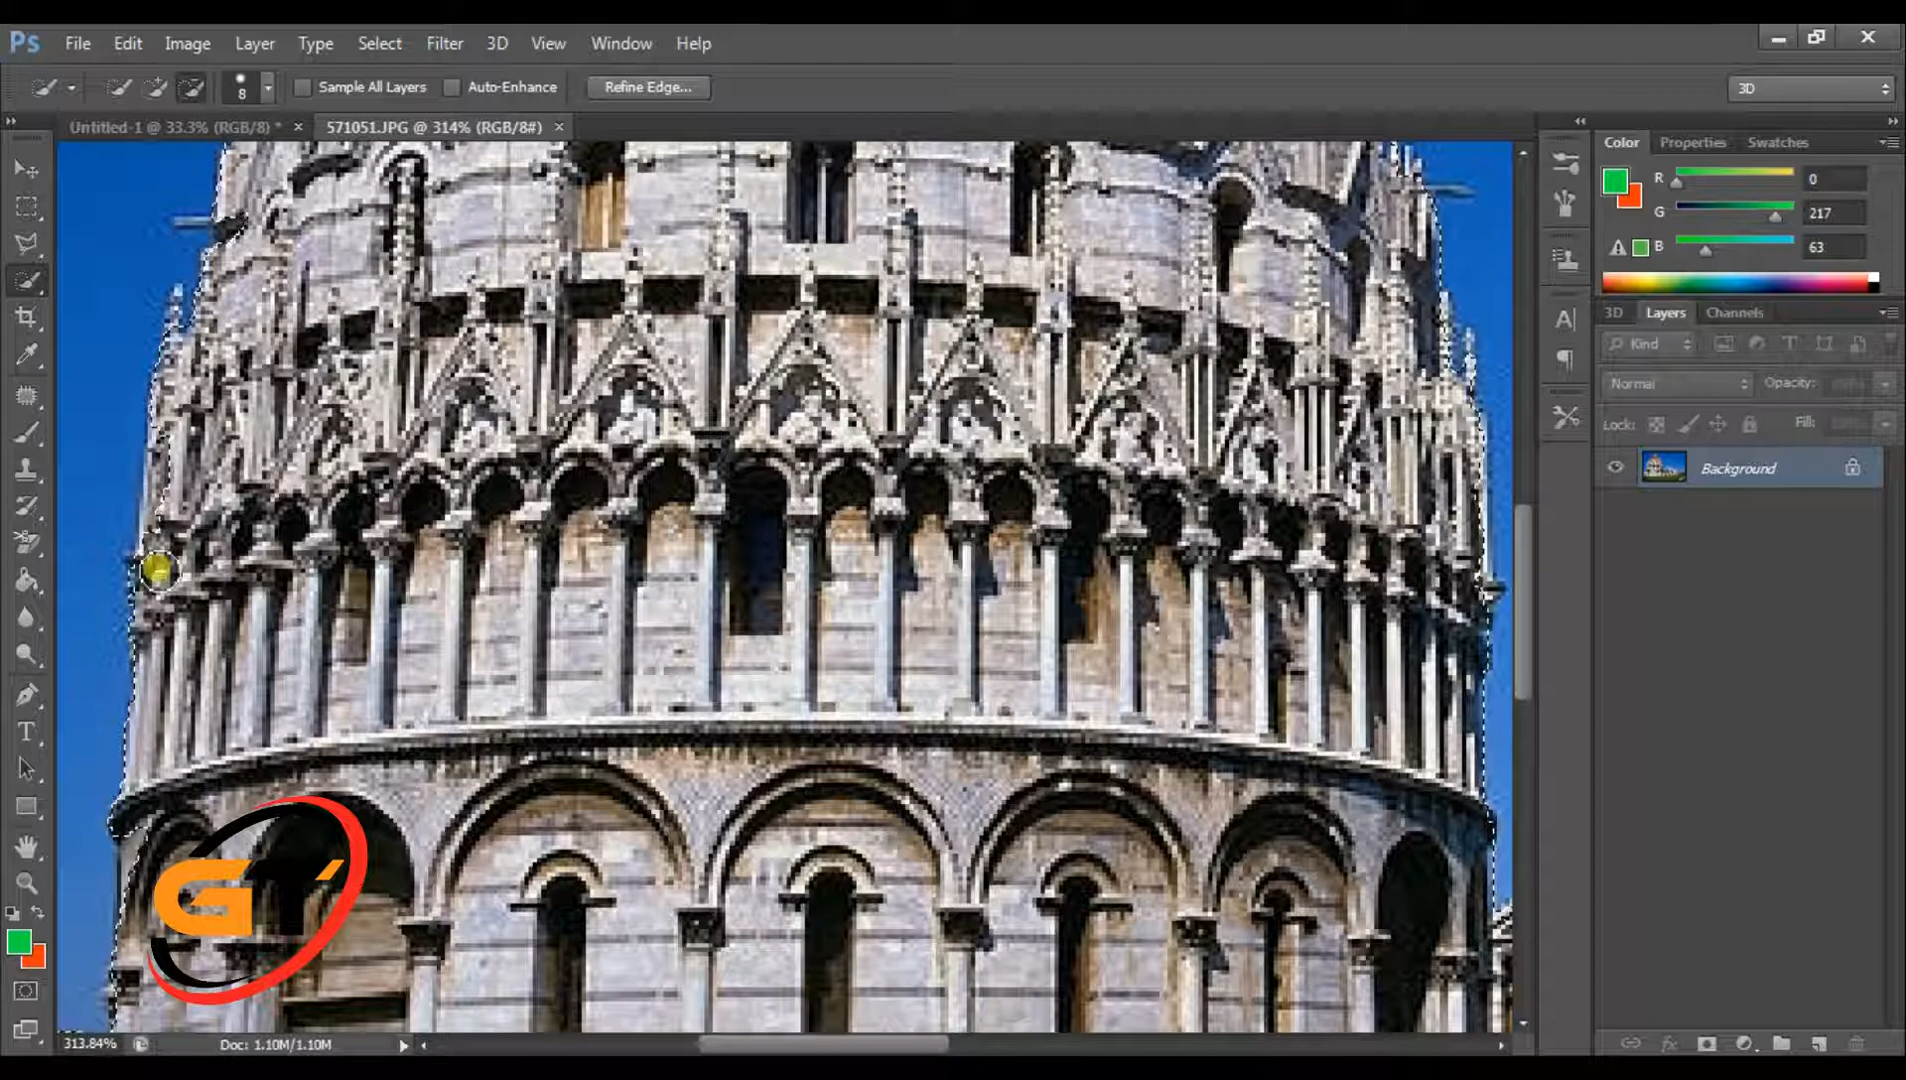 Ps File Edit Image Layer Type Select Filter 3D View Window Help
8 Sample All Layers Auto-Enhance Refine Edge... 3D
Untitled-1 @ 33.3% (RGB/8) * × 571051.JPG @ 314% (RGB/8#) ×
Color Properties Swatches
R 0
G 217
B 63
3D Layers Channels
Kind
Normal Opacity:
Lock: Fill:
Background
GT
313.84% Doc: 1.10M/1.10M